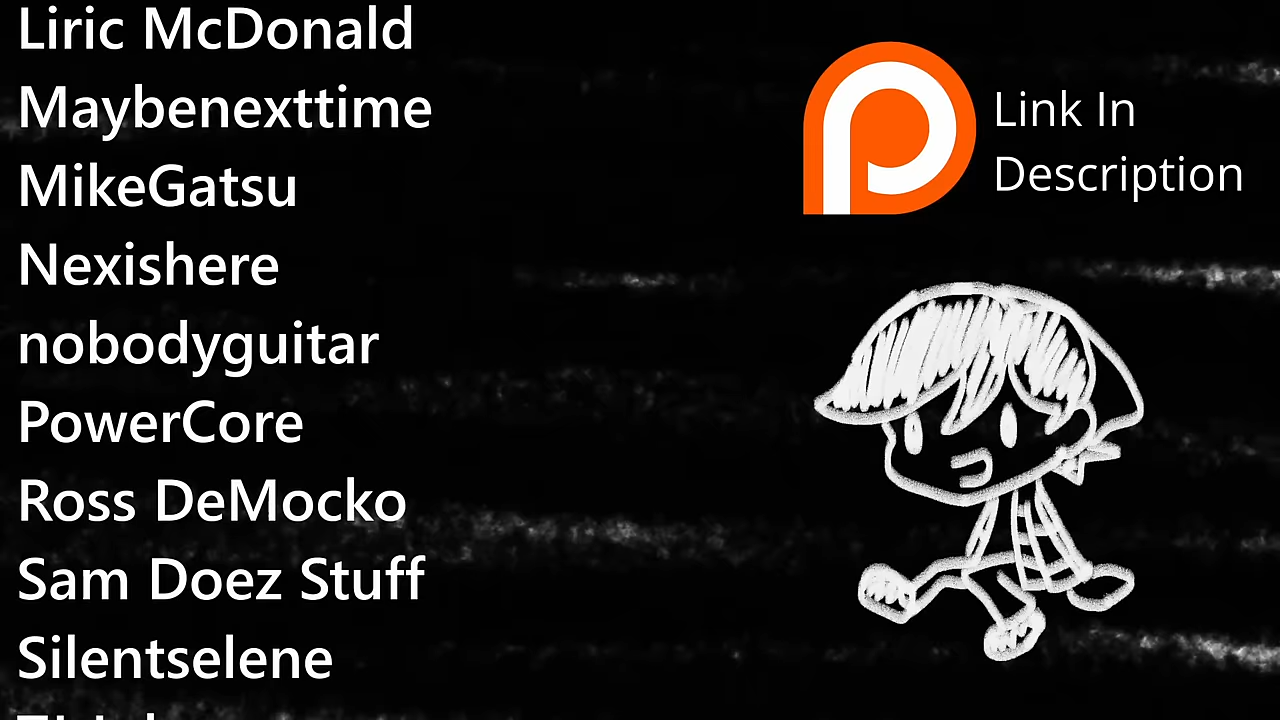 Liric McDonald
Maybenexttime
MikeGatsu
Nexishere
nobodyguitar
PowerCore
Ross DeMocko
Sam Doez Stuff
Silentselene
Link In
Description